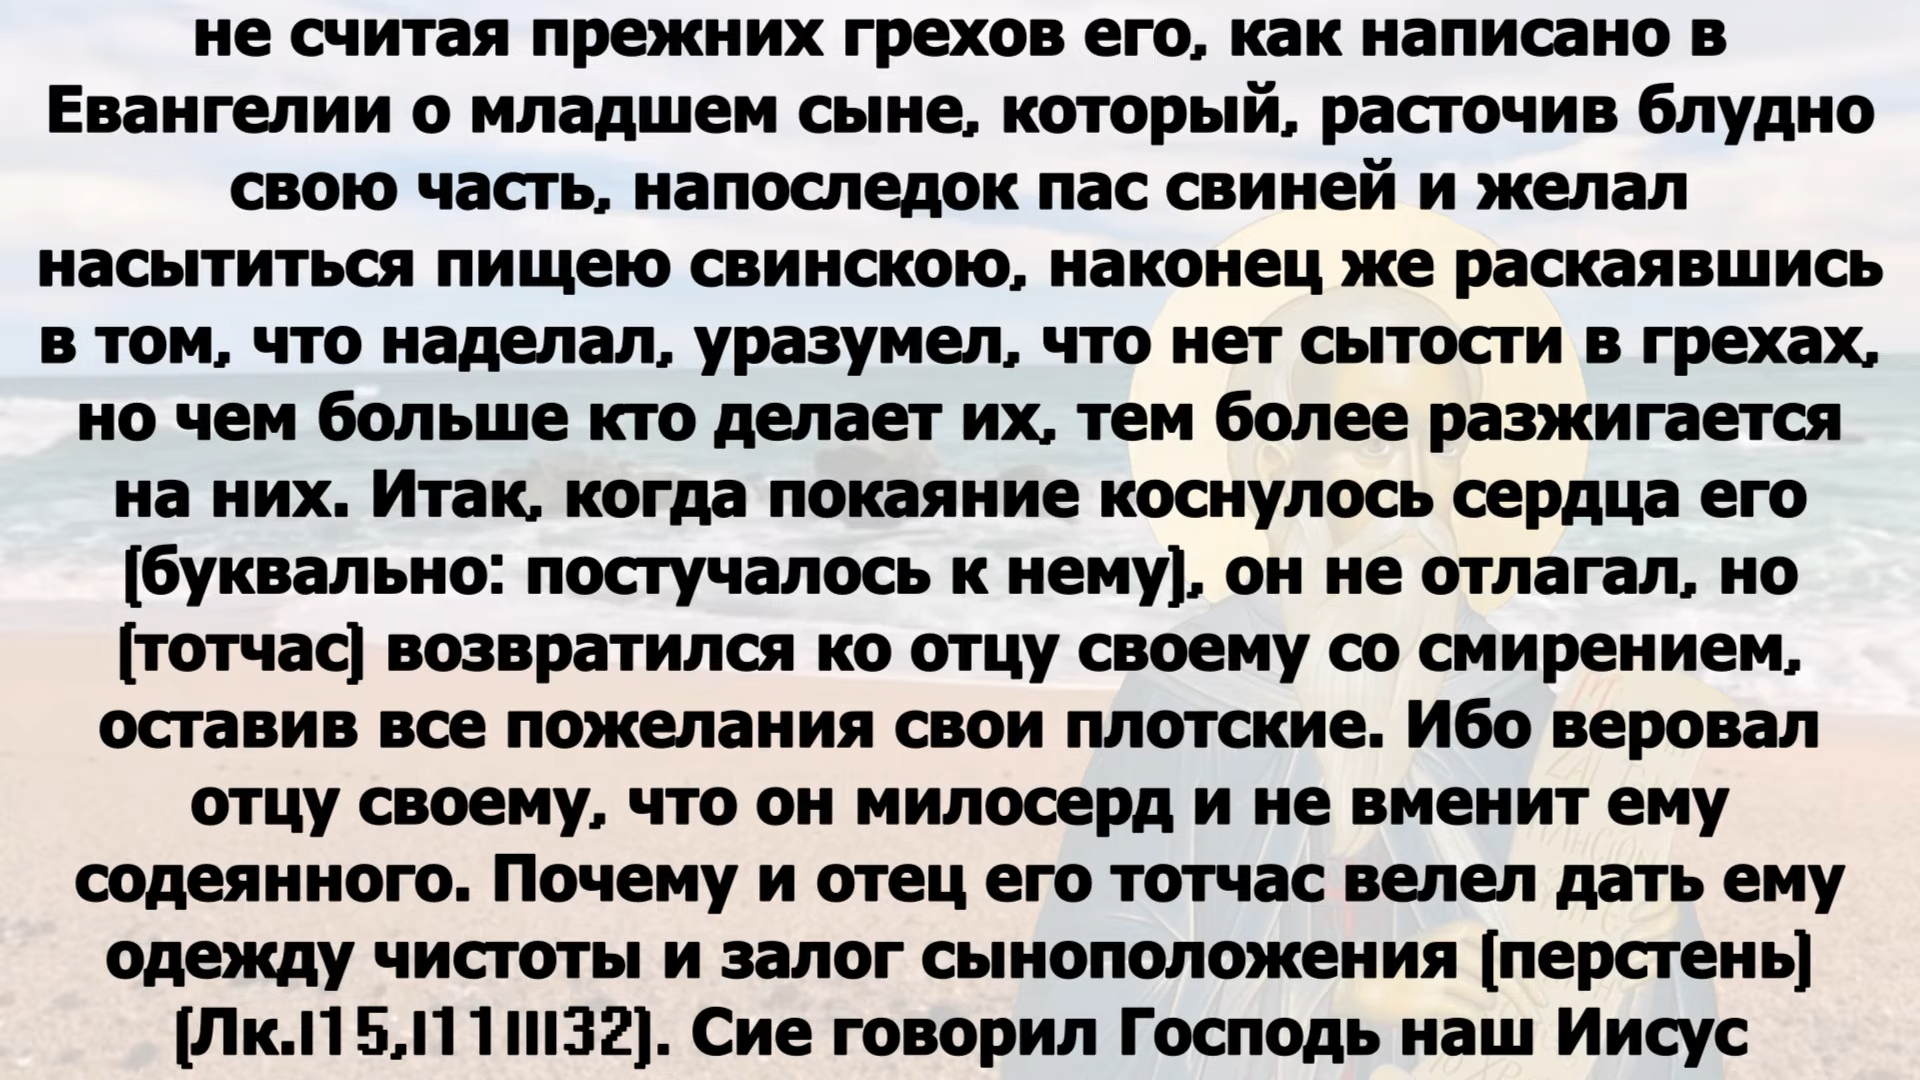 не считая прежних грехов его, как написано в
Евангелии о младшем сыне, который, расточив блудно
свою часть, напоследок пас свиней и желал
насытиться пищею свинскою, наконец же раскаявшись
в том, что наделал, уразумел, что нет сытости в грехах,
но чем больше кто делает их, тем более разжигается
на них. Итак, когда покаяние коснулось сердца его
[буквально: постучалось к нему], он не отлагал, но
[тотчас] возвратился ко отцу своему со смирением,
оставив все пожелания свои плотские. Ибо веровал
отцу своему, что он милосерд и не вменит ему
содеянного. Почему и отец его тотчас велел дать ему
одежду чистоты и залог сыноположения [перстень]
[Лк.I15,I11III32]. Сие говорил Господь наш Иисус